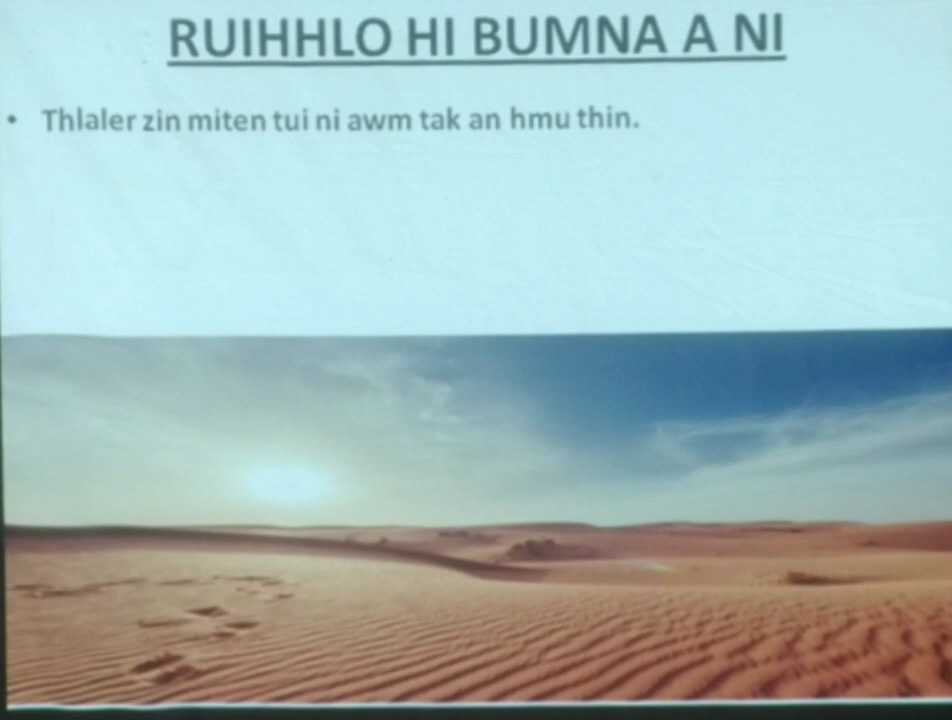 RUIHHLO HI BUMNA A NI
• Thlaler zin miten tui ni awm tak an hmu thin.